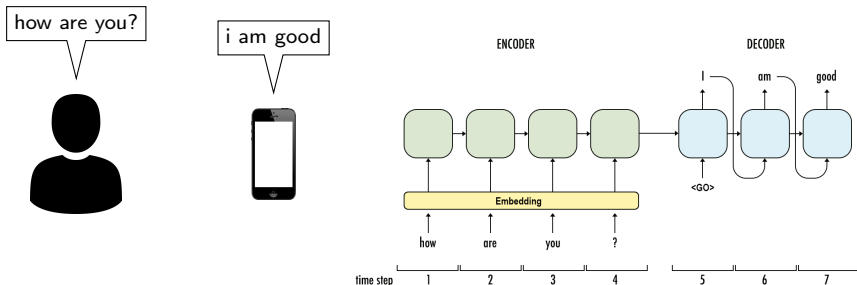 how are you?
i am good
ENCODER
DECODER
I am good
<GO>
Embedding
how are you ?
time step 1 2 3 4 5 6 7